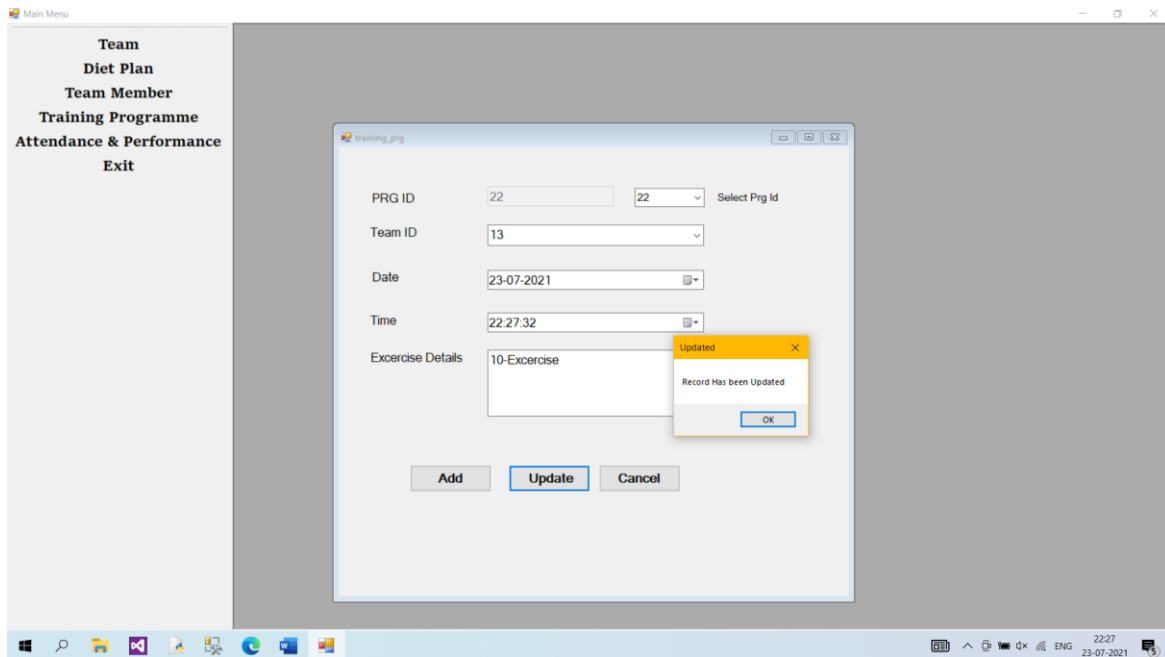 Main Menu
Team
Diet Plan
Team Member
Training Programme
Attendance & Performance
Exit
training_prg
PRG ID 22 22 Select Prg Id
Team ID 13
Date 23-07-2021
Time 22:27:32
Excercise Details 10-Excercise
Updated
Record Has been Updated
OK
Add Update Cancel
ENG 22:27
23-07-2021
5